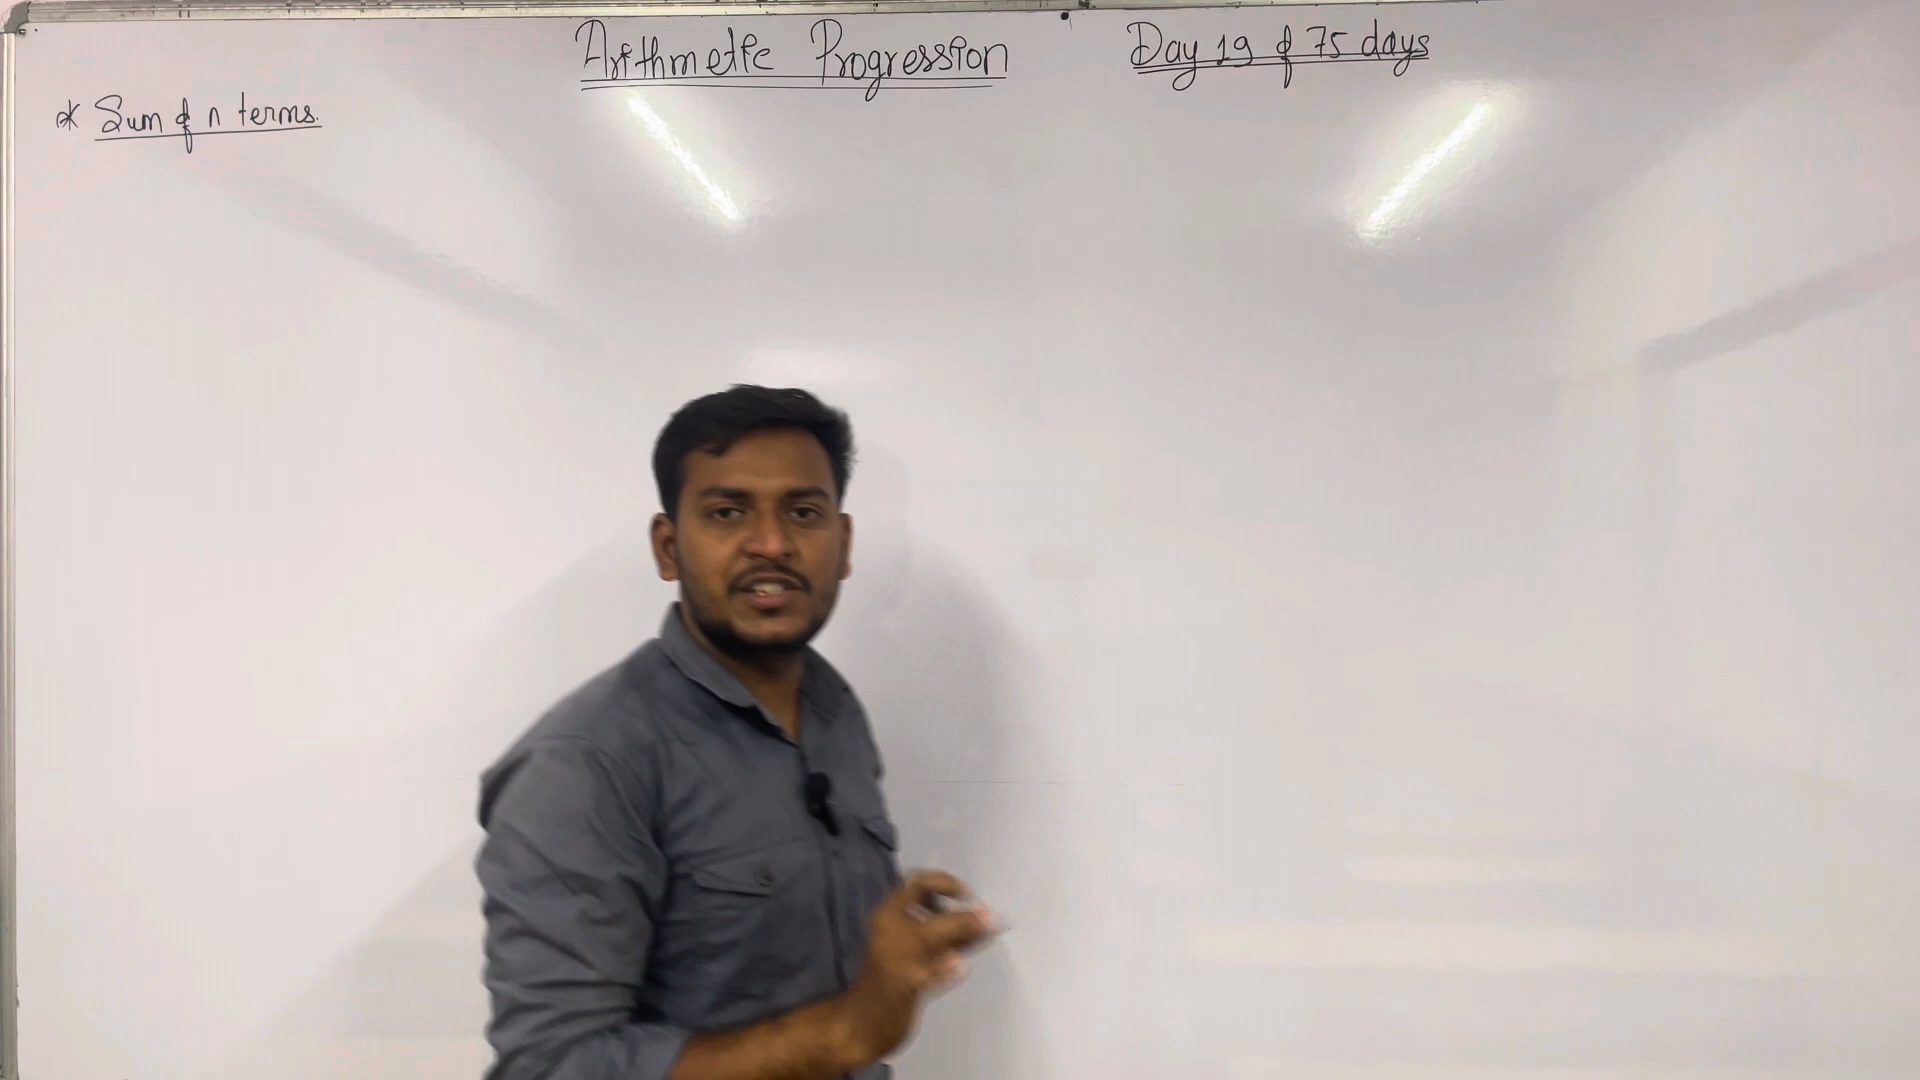 Arithmetic Progression Day 19 of 75 days
* Sum of n terms.